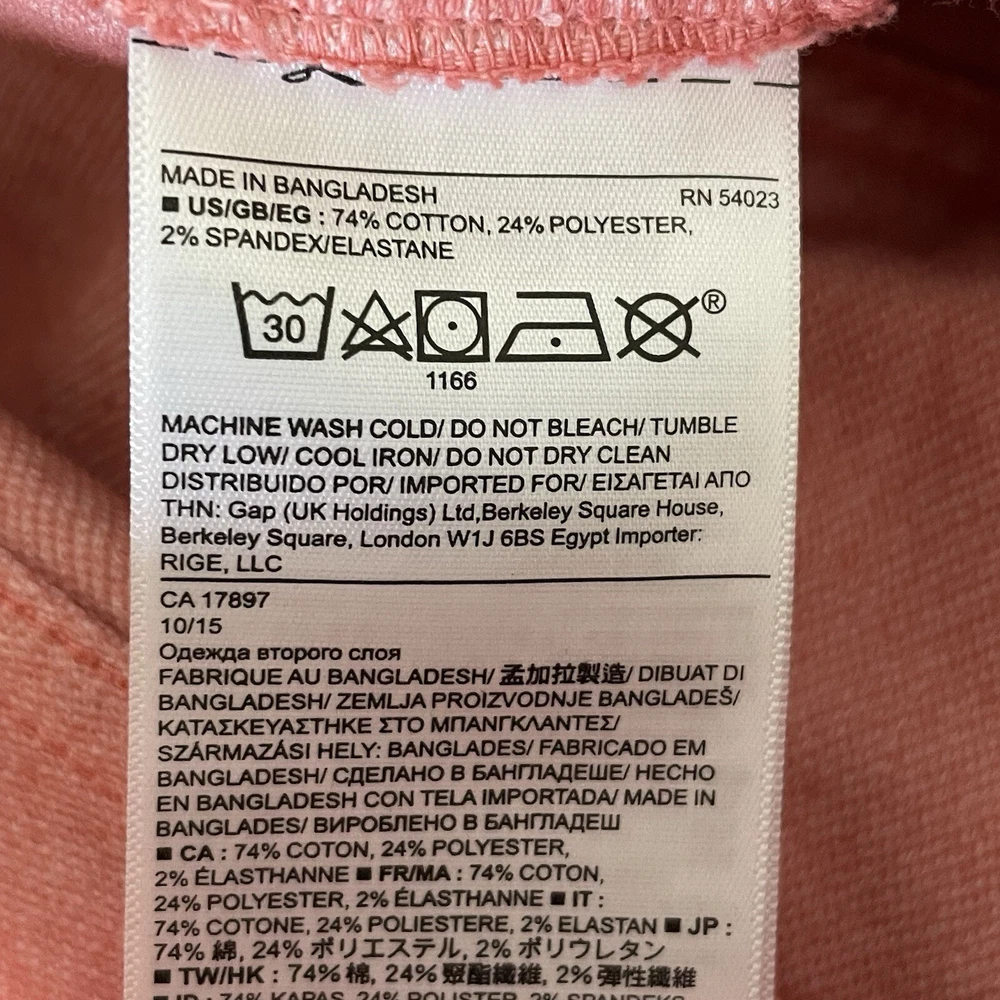 MADE IN BANGLADESH RN 54023
■ US/GB/EG : 74% COTTON, 24% POLYESTER,
2% SPANDEX/ELASTANE
30
®
1166
MACHINE WASH COLD/ DO NOT BLEACH/ TUMBLE
DRY LOW/ COOL IRON/ DO NOT DRY CLEAN
DISTRIBUIDO POR/ IMPORTED FOR/ ΕΙΣΑΓΕΤΑΙ ΑΠΟ
THN: Gap (UK Holdings) Ltd,Berkeley Square House,
Berkeley Square, London W1J 6BS Egypt Importer:
RIGE, LLC
CA 17897
10/15
Одежда второго слоя
FABRIQUE AU BANGLADESH/ 孟加拉製造/ DIBUAT DI
BANGLADESH/ ZEMLJA PROIZVODNJE BANGLADEŠ/
ΚΑΤΑΣΚΕΥΑΣΤΗΚΕ ΣΤΟ ΜΠΑΝΓΚΛΑΝΤΕΣ/
SZÁRMAZÁSI HELY: BANGLADES/ FABRICADO EM
BANGLADESH/ СДЕЛАНО В БАНГЛАДЕШЕ/ HECHO
EN BANGLADESH CON TELA IMPORTADA/ MADE IN
BANGLADES/ ВИРОБЛЕНО В БАНГЛАДЕШ
■ CA : 74% COTON, 24% POLYESTER,
2% ÉLASTHANNE ■ FR/MA : 74% COTON,
24% POLYESTER, 2% ÉLASTHANNE ■ IT :
74% COTONE, 24% POLIESTERE, 2% ELASTAN ■ JP :
74% 綿, 24% ポリエステル, 2% ポリウレタン
■ TW/HK : 74% 棉, 24% 聚酯纖維, 2% 彈性纖維
■ ID : 74% KAPAS, 24% POLISTER, 2% SPANDEKS